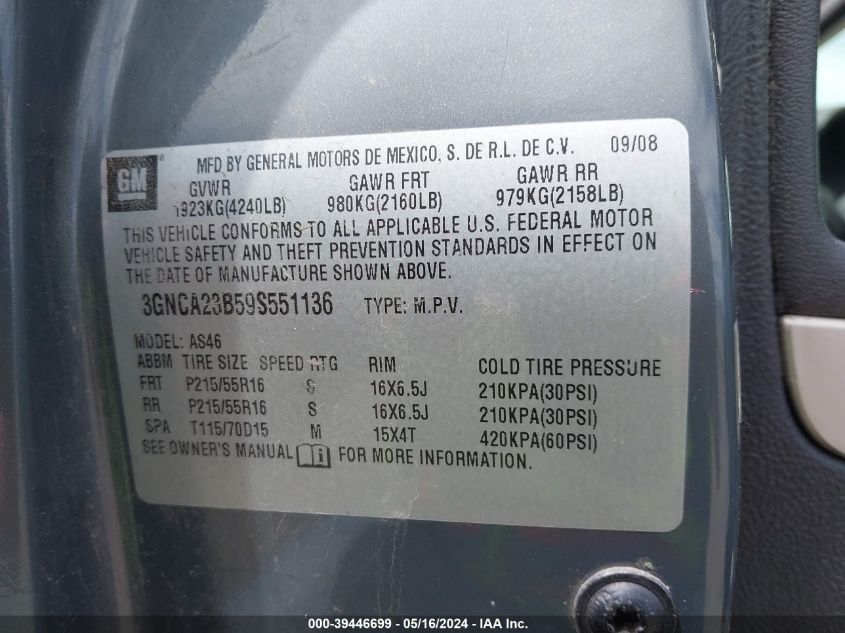 GM
MFD BY GENERAL MOTORS DE MEXICO, S. DE R.L. DE C.V. 09/08
GVWR GAWR FRT GAWR RR
1923KG(4240LB) 980KG(2160LB) 979KG(2158LB)
THIS VEHICLE CONFORMS TO ALL APPLICABLE U.S. FEDERAL MOTOR
VEHICLE SAFETY AND THEFT PREVENTION STANDARDS IN EFFECT ON
THE DATE OF MANUFACTURE SHOWN ABOVE.
3GNCA23B59S551136 TYPE: M.P.V.
MODEL: AS46
ABBM TIRE SIZE SPEED RTG RIM COLD TIRE PRESSURE
FRT P215/55R16 S 16X6.5J 210KPA(30PSI)
RR P215/55R16 S 16X6.5J 210KPA(30PSI)
SPA T115/70D15 M 15X4T 420KPA(60PSI)
SEE OWNER'S MANUAL i FOR MORE INFORMATION.
000-39446699 - 05/16/2024 - IAA Inc.